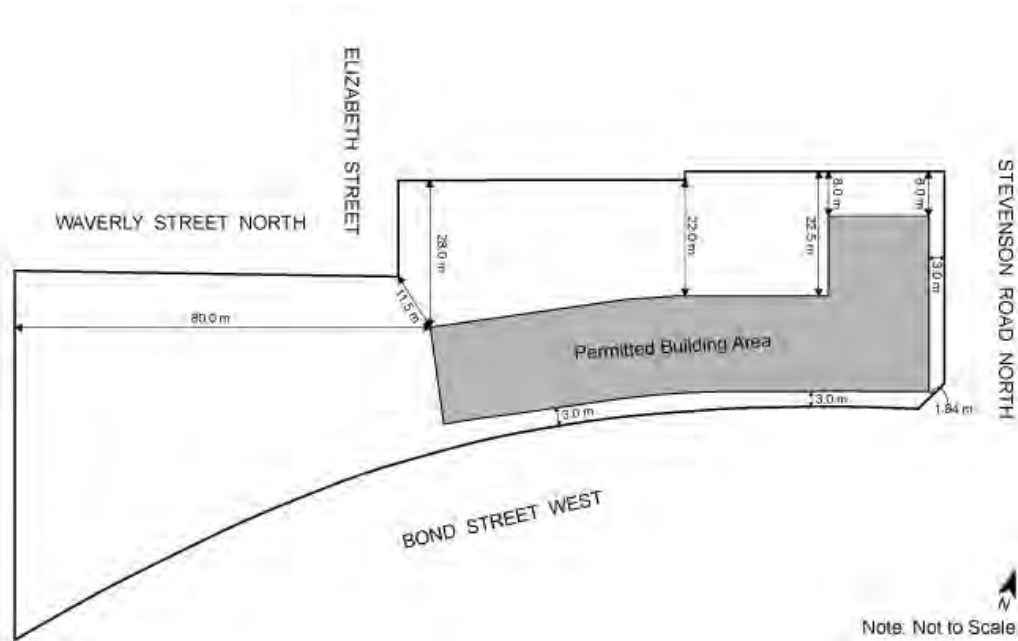 ELIZABETH STREET
STEVENSON ROAD NORTH
WAVERLY STREET NORTH
8.0 m
8.0 m
28.0 m
22.0 m
22.5 m
3.0 m
11.5 m
80.0 m
Permitted Building Area
3.0 m
3.0 m
1.84 m
BOND STREET WEST
N
Note: Not to Scale